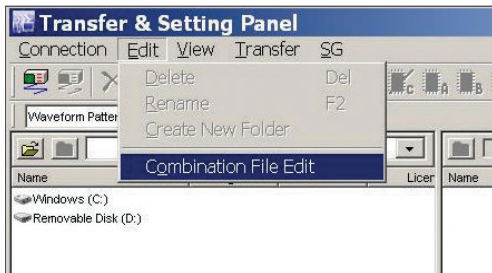 Transfer & Setting Panel
Connection Edit View Transfer SG
Delete Del
Rename F2
Create New Folder
Combination File Edit
Waveform Patter
Name Licer Name
Windows (C:)
Removable Disk (D:)